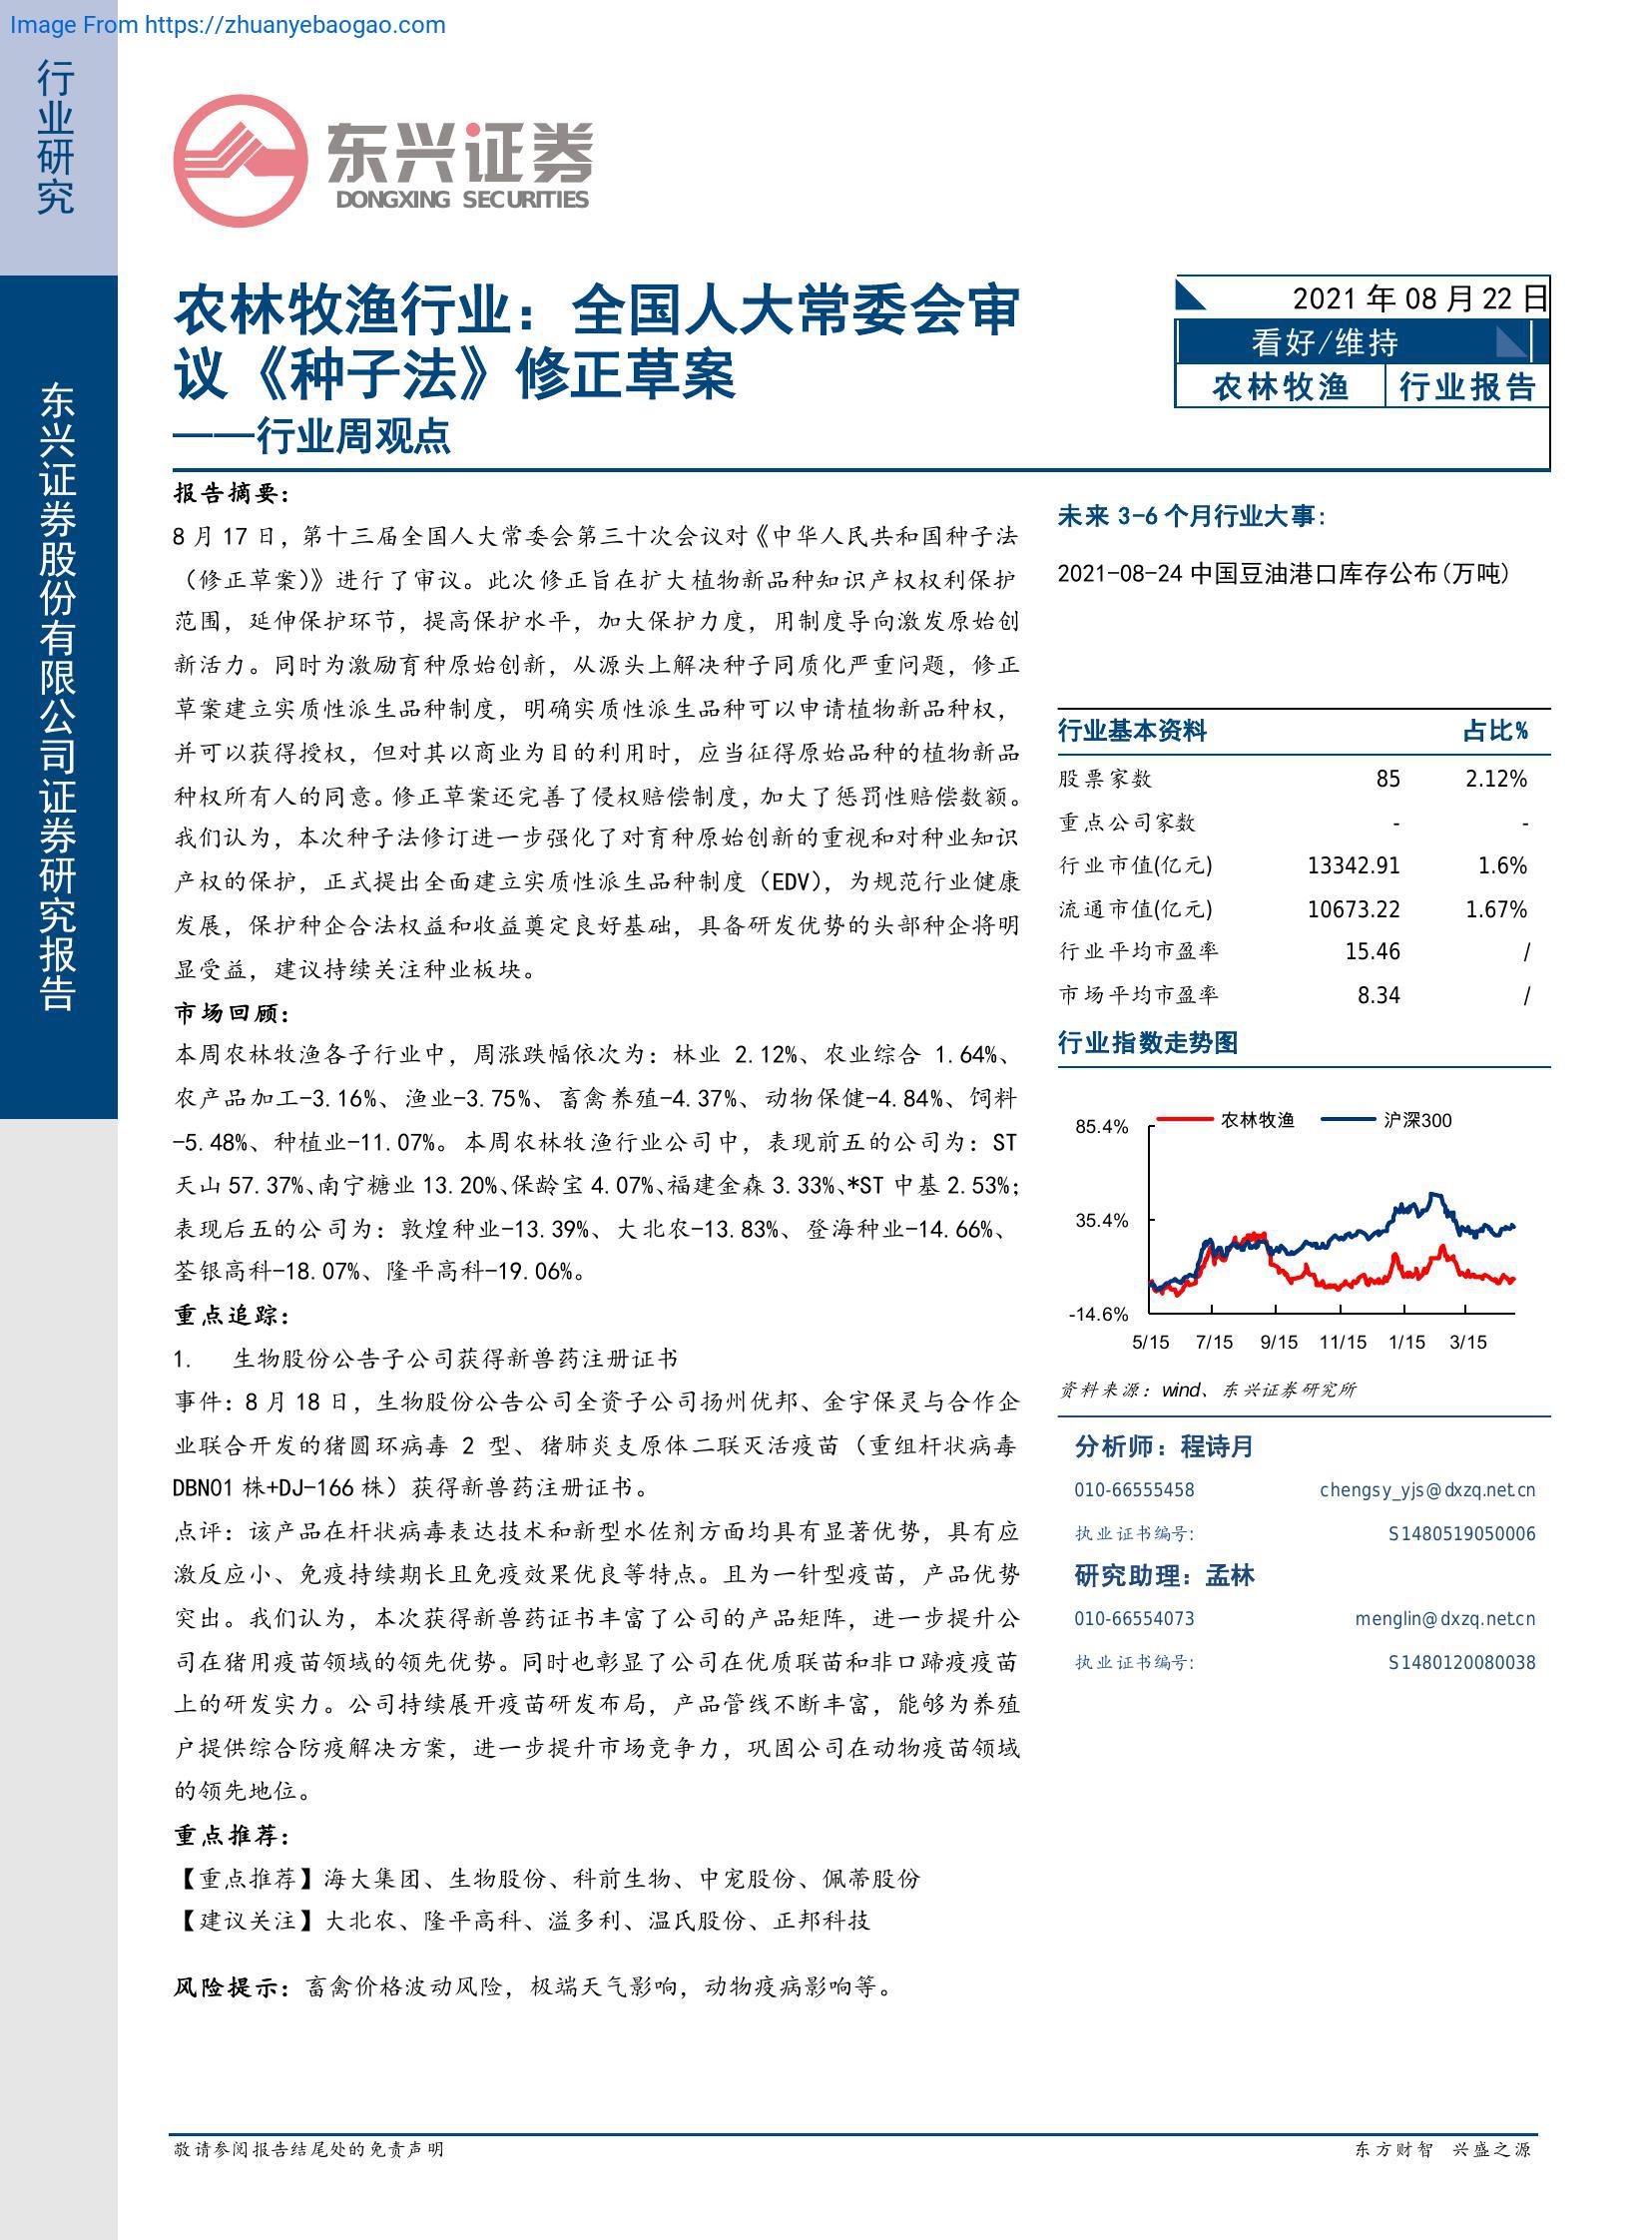 Image From https://zhuanyebaogao.com
行业研究
东兴证券股份有限公司证券研究报告
东兴证券
DONGXING SECURITIES
农林牧渔行业：全国人大常委会审
议《种子法》修正草案
——行业周观点
2021 年 08 月 22 日
看好/维持
农林牧渔 行业报告
报告摘要：
8 月 17 日，第十三届全国人大常委会第三十次会议对《中华人民共和国种子法
（修正草案）》进行了审议。此次修正旨在扩大植物新品种知识产权权利保护
范围，延伸保护环节，提高保护水平，加大保护力度，用制度导向激发原始创
新活力。同时为激励育种原始创新，从源头上解决种子同质化严重问题，修正
草案建立实质性派生品种制度，明确实质性派生品种可以申请植物新品种权，
并可以获得授权，但对其以商业为目的利用时，应当征得原始品种的植物新品
种权所有人的同意。修正草案还完善了侵权赔偿制度，加大了惩罚性赔偿数额。
我们认为，本次种子法修订进一步强化了对育种原始创新的重视和对种业知识
产权的保护，正式提出全面建立实质性派生品种制度（EDV），为规范行业健康
发展，保护种企合法权益和收益奠定良好基础，具备研发优势的头部种企将明
显受益，建议持续关注种业板块。
市场回顾：
本周农林牧渔各子行业中，周涨跌幅依次为：林业 2.12%、农业综合 1.64%、
农产品加工-3.16%、渔业-3.75%、畜禽养殖-4.37%、动物保健-4.84%、饲料
-5.48%、种植业-11.07%。本周农林牧渔行业公司中，表现前五的公司为：ST
天山 57.37%、南宁糖业 13.20%、保龄宝 4.07%、福建金森 3.33%、*ST 中基 2.53%；
表现后五的公司为：敦煌种业-13.39%、大北农-13.83%、登海种业-14.66%、
荃银高科-18.07%、隆平高科-19.06%。
重点追踪：
1. 生物股份公告子公司获得新兽药注册证书
事件：8 月 18 日，生物股份公告公司全资子公司扬州优邦、金宇保灵与合作企
业联合开发的猪圆环病毒 2 型、猪肺炎支原体二联灭活疫苗（重组杆状病毒
DBN01 株+DJ-166 株）获得新兽药注册证书。
点评：该产品在杆状病毒表达技术和新型水佐剂方面均具有显著优势，具有应
激反应小、免疫持续期长且免疫效果优良等特点。且为一针型疫苗，产品优势
突出。我们认为，本次获得新兽药证书丰富了公司的产品矩阵，进一步提升公
司在猪用疫苗领域的领先优势。同时也彰显了公司在优质联苗和非口蹄疫疫苗
上的研发实力。公司持续展开疫苗研发布局，产品管线不断丰富，能够为养殖
户提供综合防疫解决方案，进一步提升市场竞争力，巩固公司在动物疫苗领域
的领先地位。
重点推荐：
【重点推荐】海大集团、生物股份、科前生物、中宠股份、佩蒂股份
【建议关注】大北农、隆平高科、溢多利、温氏股份、正邦科技
风险提示：畜禽价格波动风险，极端天气影响，动物疫病影响等。
未来 3-6 个月行业大事：
2021-08-24 中国豆油港口库存公布(万吨)
行业基本资料 占比%
股票家数 85 2.12%
重点公司家数 - -
行业市值(亿元) 13342.91 1.6%
流通市值(亿元) 10673.22 1.67%
行业平均市盈率 15.46 /
市场平均市盈率 8.34 /
行业指数走势图
农林牧渔 沪深300
85.4%
35.4%
-14.6%
5/15 7/15 9/15 11/15 1/15 3/15
资料来源：wind、东兴证券研究所
分析师：程诗月
010-66555458 chengsy_yjs@dxzq.net.cn
执业证书编号: S1480519050006
研究助理：孟林
010-66554073 menglin@dxzq.net.cn
执业证书编号: S1480120080038
敬请参阅报告结尾处的免责声明
东方财智 兴盛之源